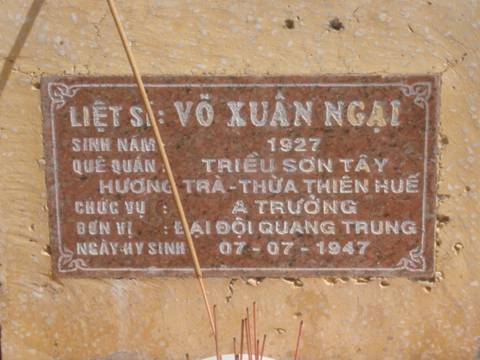 LIỆT SĨ: VÕ XUÂN NGẠI
SINH NĂM : 1927
QUÊ QUÁN : TRIỀU SƠN TÂY
HƯƠNG TRÀ - THỪA THIÊN HUẾ
CHỨC VỤ : A TRƯỞNG
ĐƠN VỊ : ĐẠI ĐỘI QUANG TRUNG
NGÀY HY SINH 07 - 07 - 1947